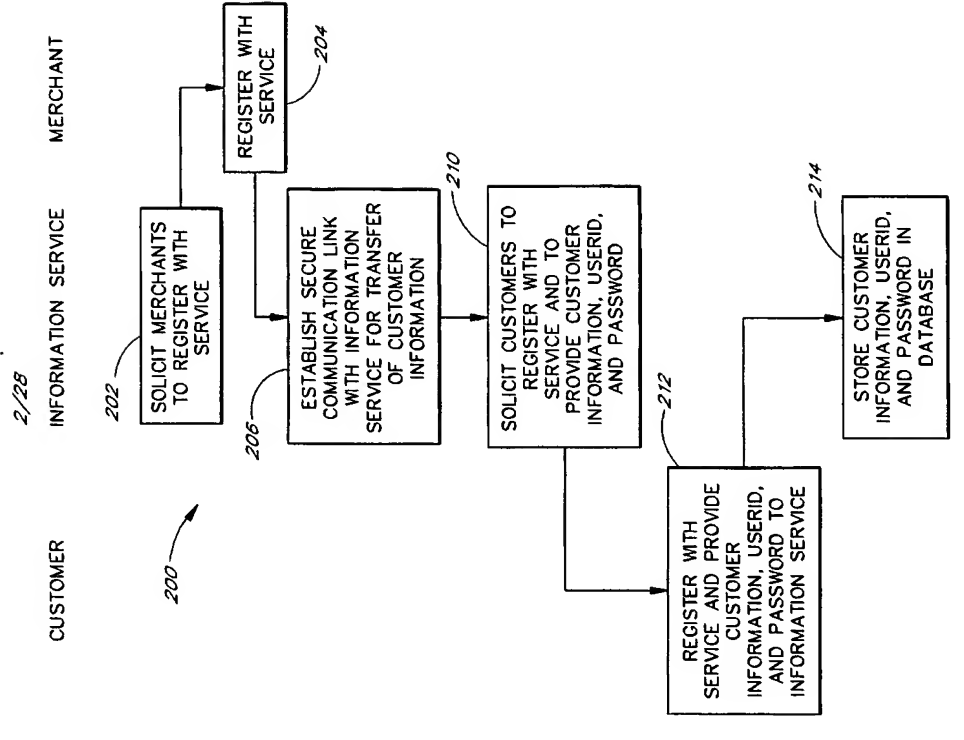 2/28
CUSTOMER
INFORMATION SERVICE
MERCHANT
200
202
SOLICIT MERCHANTS
TO REGISTER WITH
SERVICE
REGISTER WITH
SERVICE
204
206
ESTABLISH SECURE
COMMUNICATION LINK
WITH INFORMATION
SERVICE FOR TRANSFER
OF CUSTOMER
INFORMATION
210
SOLICIT CUSTOMERS TO
REGISTER WITH
SERVICE AND TO
PROVIDE CUSTOMER
INFORMATION, USERID,
AND PASSWORD
212
REGISTER WITH
SERVICE AND PROVIDE
CUSTOMER
INFORMATION, USERID,
AND PASSWORD TO
INFORMATION SERVICE
214
STORE CUSTOMER
INFORMATION, USERID,
AND PASSWORD IN
DATABASE